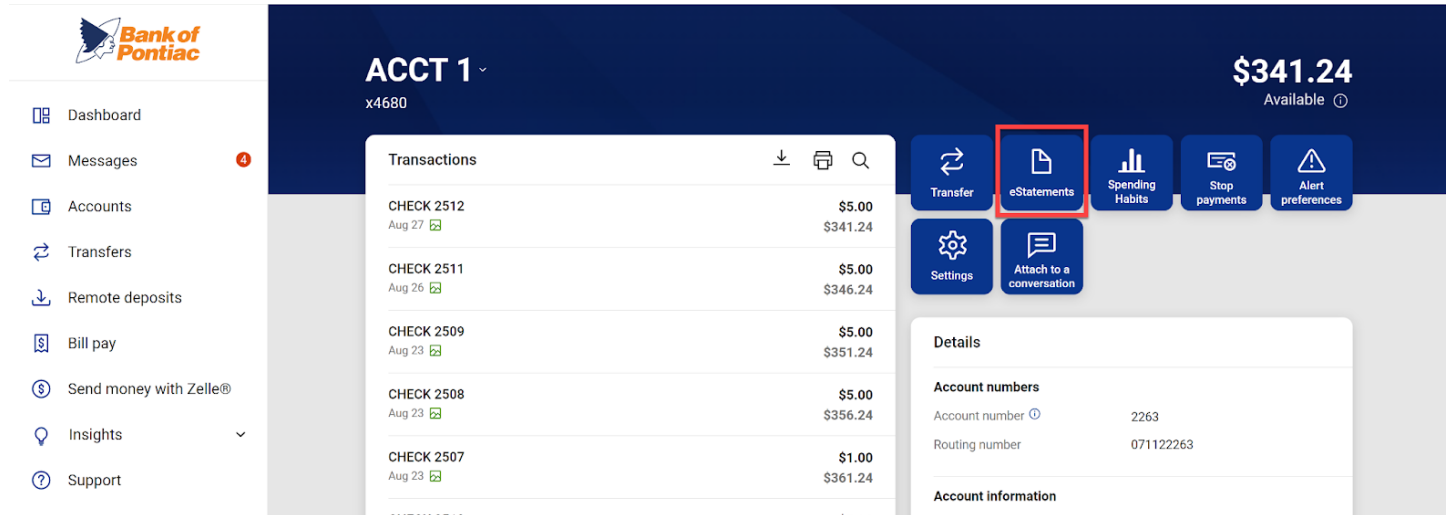 Bank of
Pontiac
Dashboard
Messages
4
Accounts
Transfers
Remote deposits
Bill pay
Send money with Zelle®
Insights
Support
ACCT 1
x4680
$341.24
Available
Transactions
CHECK 2512 $5.00
Aug 27 $341.24
CHECK 2511 $5.00
Aug 26 $346.24
CHECK 2509 $5.00
Aug 23 $351.24
CHECK 2508 $5.00
Aug 23 $356.24
CHECK 2507 $1.00
Aug 23 $361.24
Transfer
eStatements
Spending
Habits
Stop
payments
Alert
preferences
Settings
Attach to a
conversation
Details
Account numbers
Account number 2263
Routing number 071122263
Account information